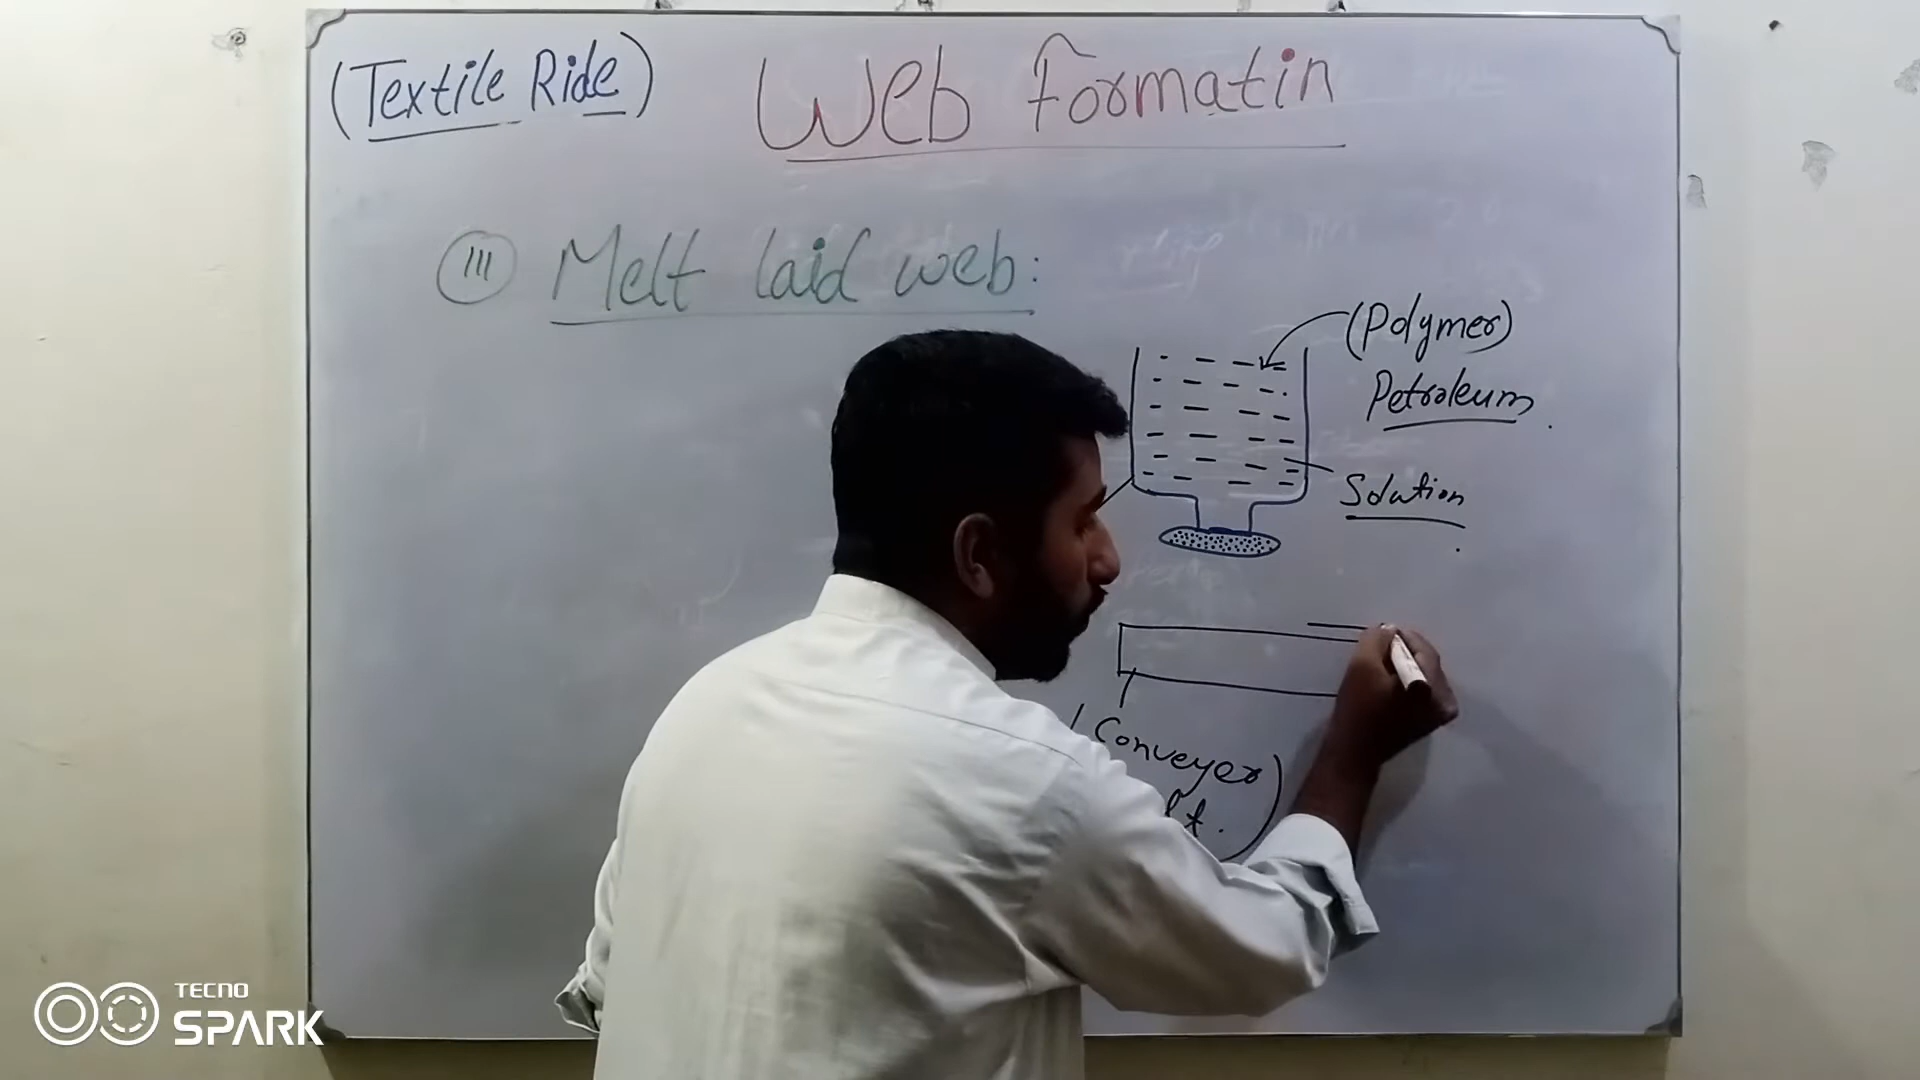 (Textile Ride)
Web Formatin
III Melt laid web:
(Polymer)
Petroleum
Solution
(Conveyer
TECNO
SPARK